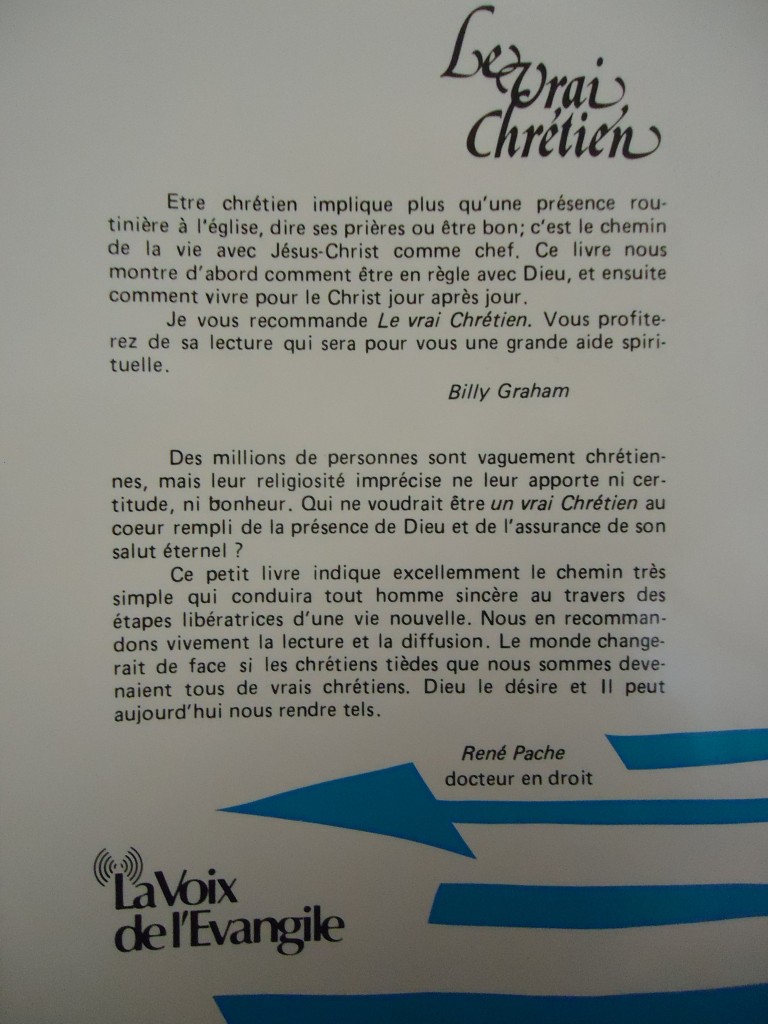 Le Vrai
Chrétien
Etre chrétien implique plus qu'une présence rou-
tinière à l'église, dire ses prières ou être bon; c'est le chemin
de la vie avec Jésus-Christ comme chef. Ce livre nous
montre d'abord comment être en règle avec Dieu, et ensuite
comment vivre pour le Christ jour après jour.
Je vous recommande Le vrai Chrétien. Vous profite-
rez de sa lecture qui sera pour vous une grande aide spiri-
tuelle.
Billy Graham
Des millions de personnes sont vaguement chrétien-
nes, mais leur religiosité imprécise ne leur apporte ni cer-
titude, ni bonheur. Qui ne voudrait être un vrai Chrétien au
coeur rempli de la présence de Dieu et de l'assurance de son
salut éternel ?
Ce petit livre indique excellemment le chemin très
simple qui conduira tout homme sincère au travers des
étapes libératrices d'une vie nouvelle. Nous en recomman-
dons vivement la lecture et la diffusion. Le monde change-
rait de face si les chrétiens tièdes que nous sommes deve-
naient tous de vrais chrétiens. Dieu le désire et Il peut
aujourd'hui nous rendre tels.
René Pache
docteur en droit
La Voix
de l'Evangile